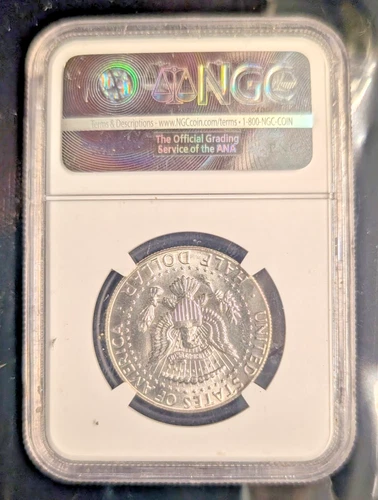 NGC
Terms & Descriptions - www.NGCcoin.com/terms • 1-800-NGC-COIN
The Official Grading
Service of the ANA
UNITED STATES OF AMERICA
HALF DOLLAR